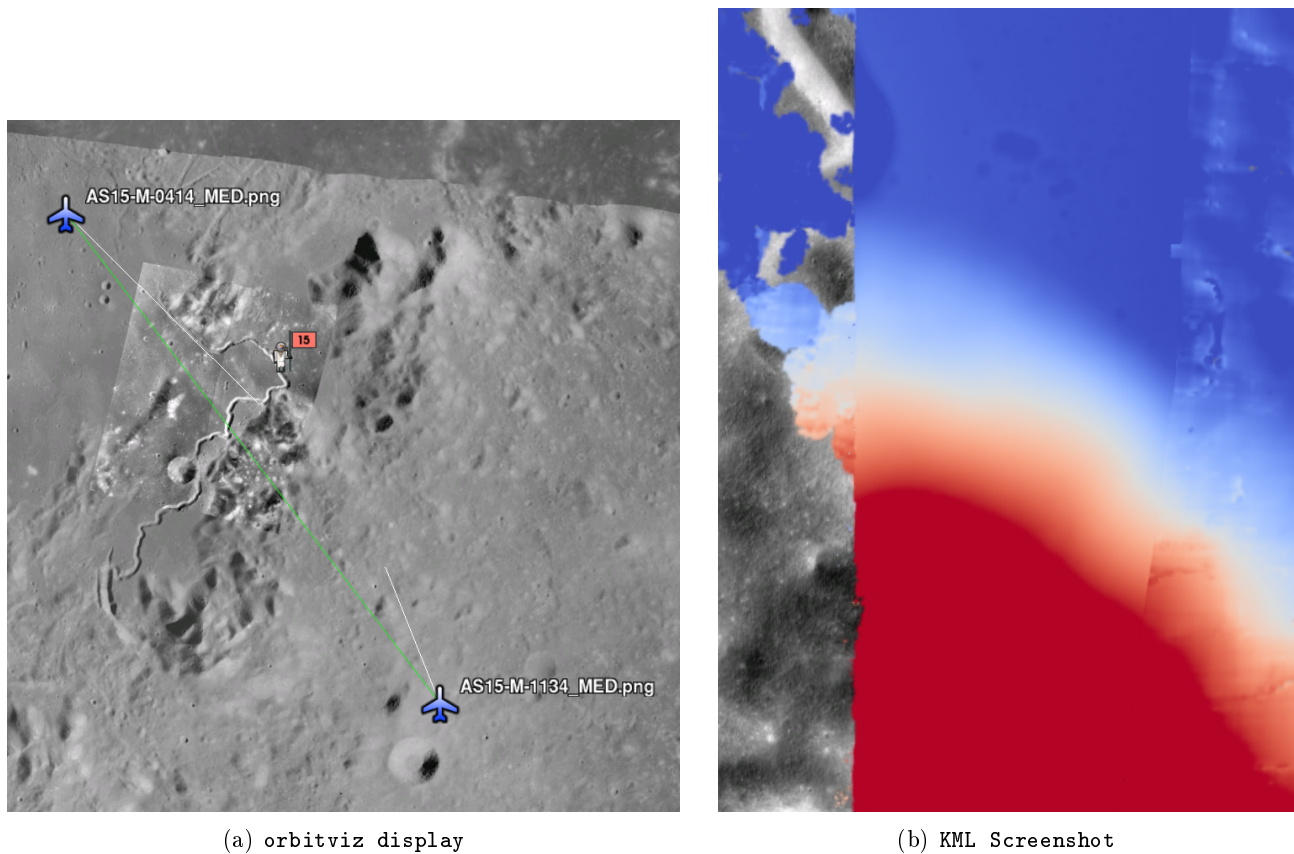 AS15-M-0414_MED.png
15
AS15-M-1134_MED.png
(a) orbitviz display
(b) KML Screenshot